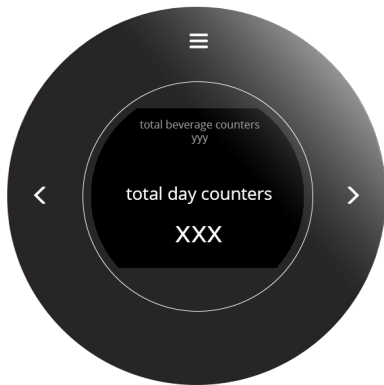 total beverage counters
yyy
total day counters
xxx